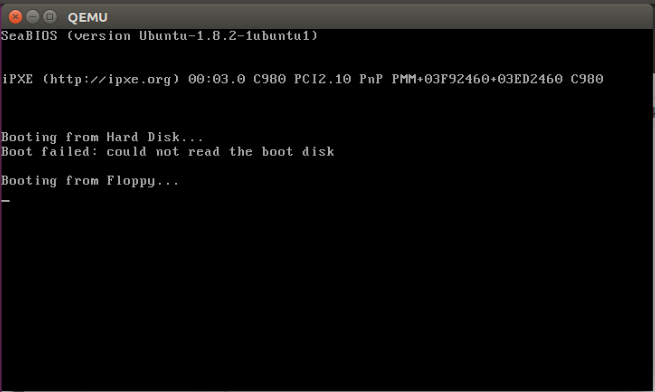 QEMU
SeaBIOS (version Ubuntu-1.8.2-1ubuntu1)
iPXE (http://ipxe.org) 00:03.0 C980 PCI2.10 PnP PMM+03F92460+03ED2460 C980
Booting from Hard Disk...
Boot failed: could not read the boot disk
Booting from Floppy...